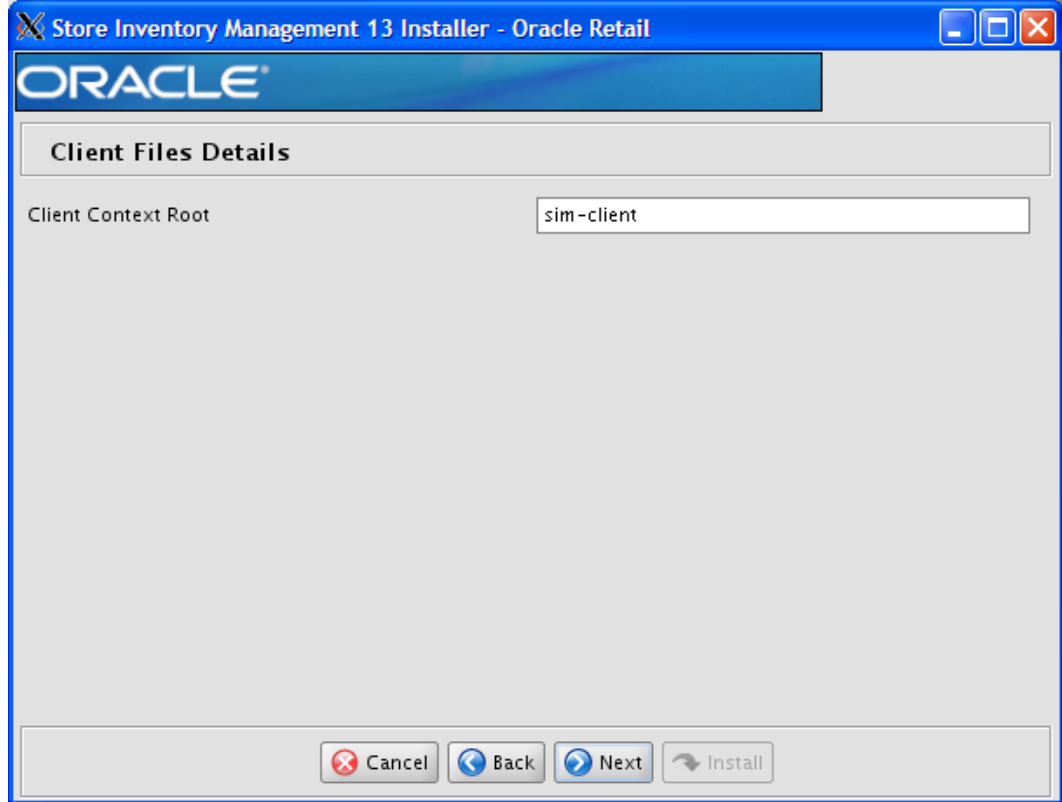 Store Inventory Management 13 Installer - Oracle Retail
ORACLE®
Client Files Details
Client Context Root
sim-client
Cancel
Back
Next
Install